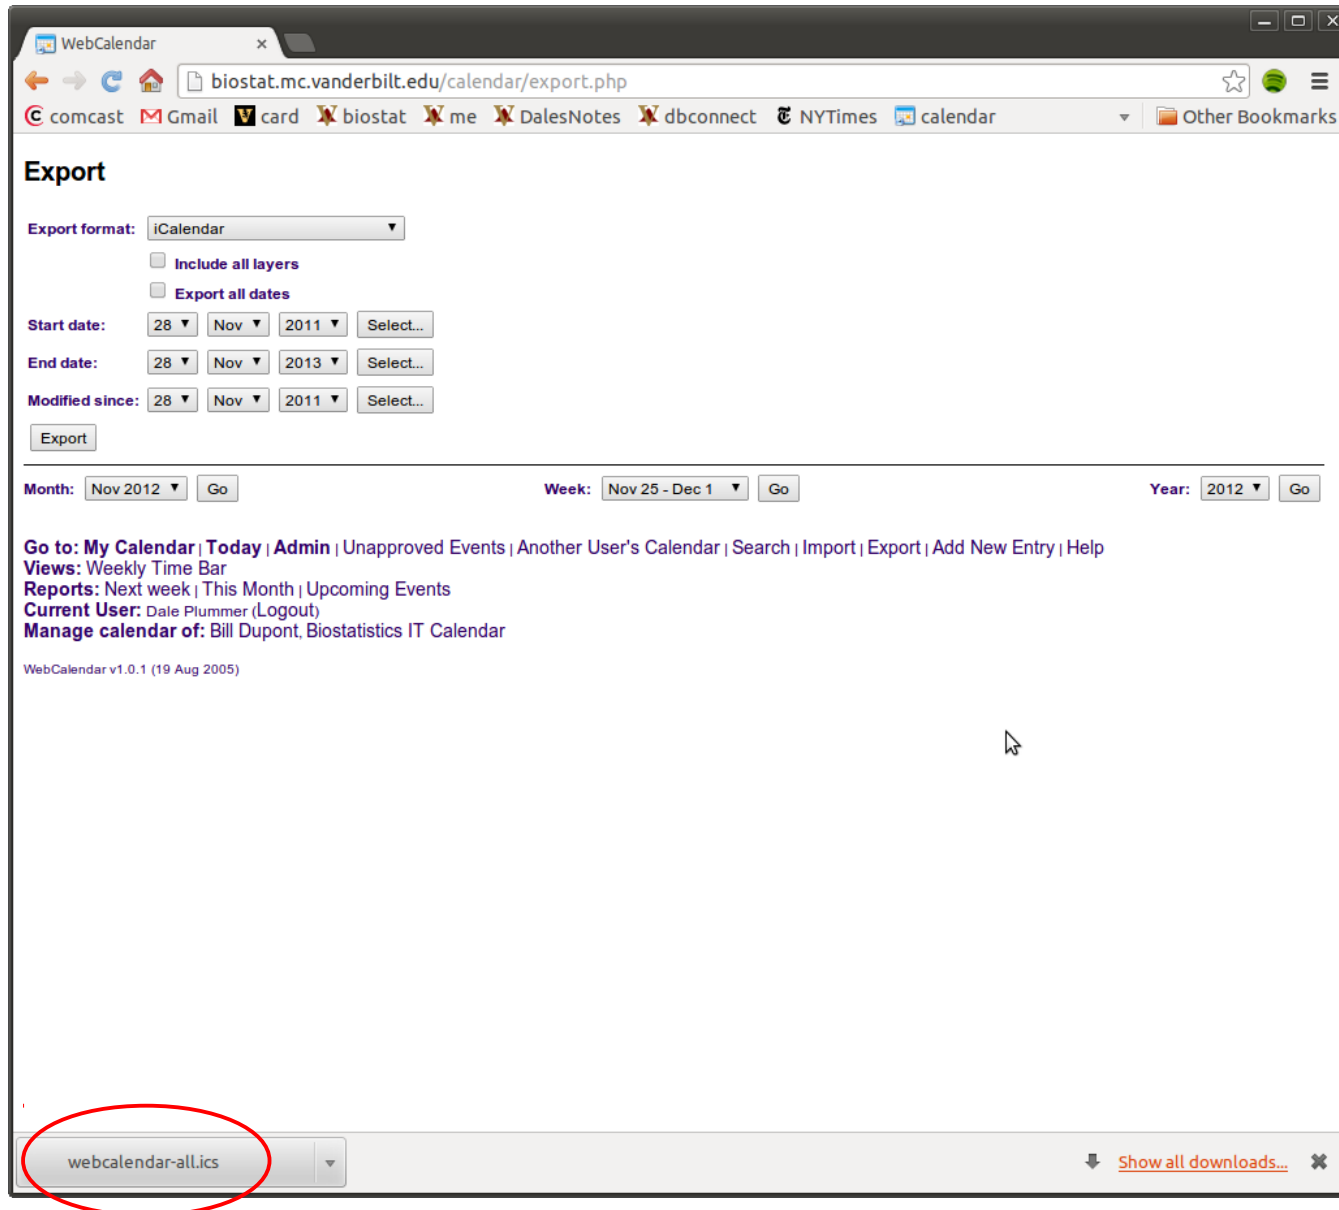 WebCalendar
biostat.mc.vanderbilt.edu/calendar/export.php
comcast Gmail card biostat me DalesNotes dbconnect NYTimes calendar Other Bookmarks
Export
Export format: iCalendar
Include all layers
Export all dates
Start date: 28 Nov 2011 Select...
End date: 28 Nov 2013 Select...
Modified since: 28 Nov 2011 Select...
Export
Month: Nov 2012 Go Week: Nov 25 - Dec 1 Go Year: 2012 Go
Go to: My Calendar | Today | Admin | Unapproved Events | Another User's Calendar | Search | Import | Export | Add New Entry | Help
Views: Weekly Time Bar
Reports: Next week | This Month | Upcoming Events
Current User: Dale Plummer (Logout)
Manage calendar of: Bill Dupont, Biostatistics IT Calendar
WebCalendar v1.0.1 (19 Aug 2005)
webcalendar-all.ics Show all downloads...